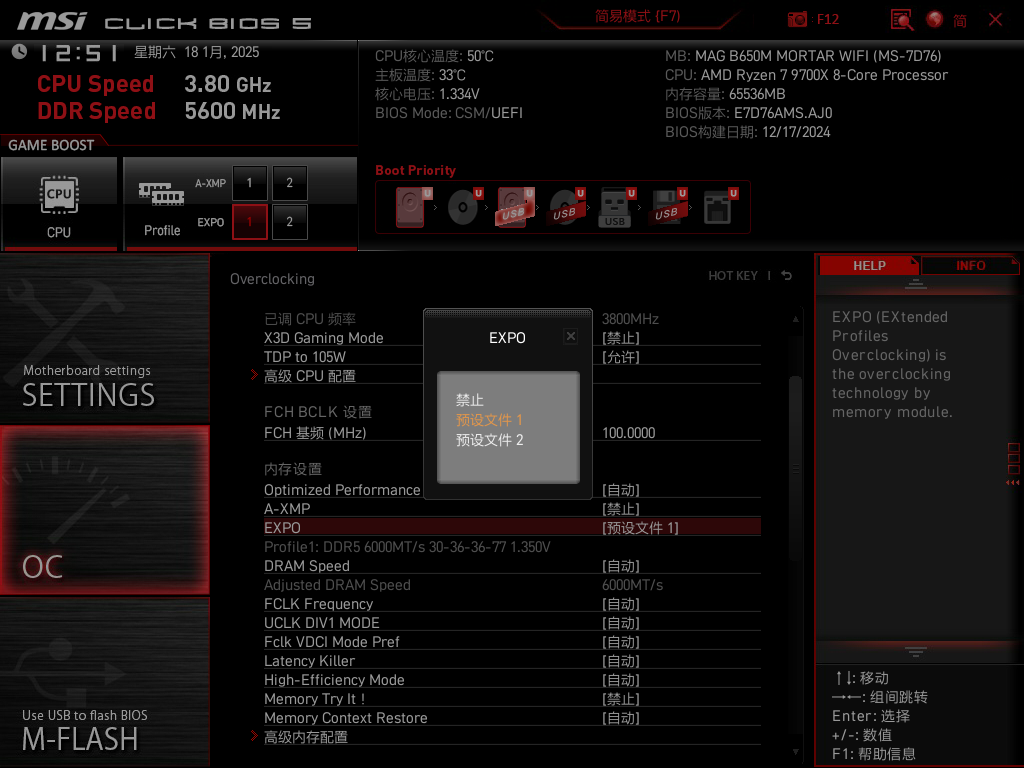 msi CLICK BIOS 5
简易模式 (F7)
F12
简
12:51 星期六 18 1月, 2025
CPU Speed 3.80 GHz
DDR Speed 5600 MHz
CPU核心温度: 50°C
主板温度: 33°C
核心电压: 1.334V
BIOS Mode: CSM/UEFI
MB: MAG B650M MORTAR WIFI (MS-7D76)
CPU: AMD Ryzen 7 9700X 8-Core Processor
内存容量: 65536MB
BIOS版本: E7D76AMS.AJ0
BIOS构建日期: 12/17/2024
GAME BOOST
CPU
CPU
Profile
A-XMP 1 2
EXPO 1 2
Boot Priority
U U U U U U U
USB USB USB USB
Motherboard settings
SETTINGS
OC
Use USB to flash BIOS
M-FLASH
Overclocking
HOT KEY
已调 CPU 频率 3800MHz
X3D Gaming Mode [禁止]
TDP to 105W [允许]
高级 CPU 配置
FCH BCLK 设置
FCH 基频 (MHz) 100.0000
内存设置
Optimized Performance [自动]
A-XMP [禁止]
EXPO [预设文件 1]
Profile1: DDR5 6000MT/s 30-36-36-77 1.350V
DRAM Speed [自动]
Adjusted DRAM Speed 6000MT/s
FCLK Frequency [自动]
UCLK DIV1 MODE [自动]
Fclk VDCI Mode Pref [自动]
Latency Killer [自动]
High-Efficiency Mode [自动]
Memory Try It ! [禁止]
Memory Context Restore [自动]
高级内存配置
EXPO
禁止
预设文件 1
预设文件 2
HELP
INFO
EXPO (EXtended
Profiles
Overclocking) is
the overclocking
technology by
memory module.
↑↓: 移动
→←: 组间跳转
Enter: 选择
+/-: 数值
F1: 帮助信息